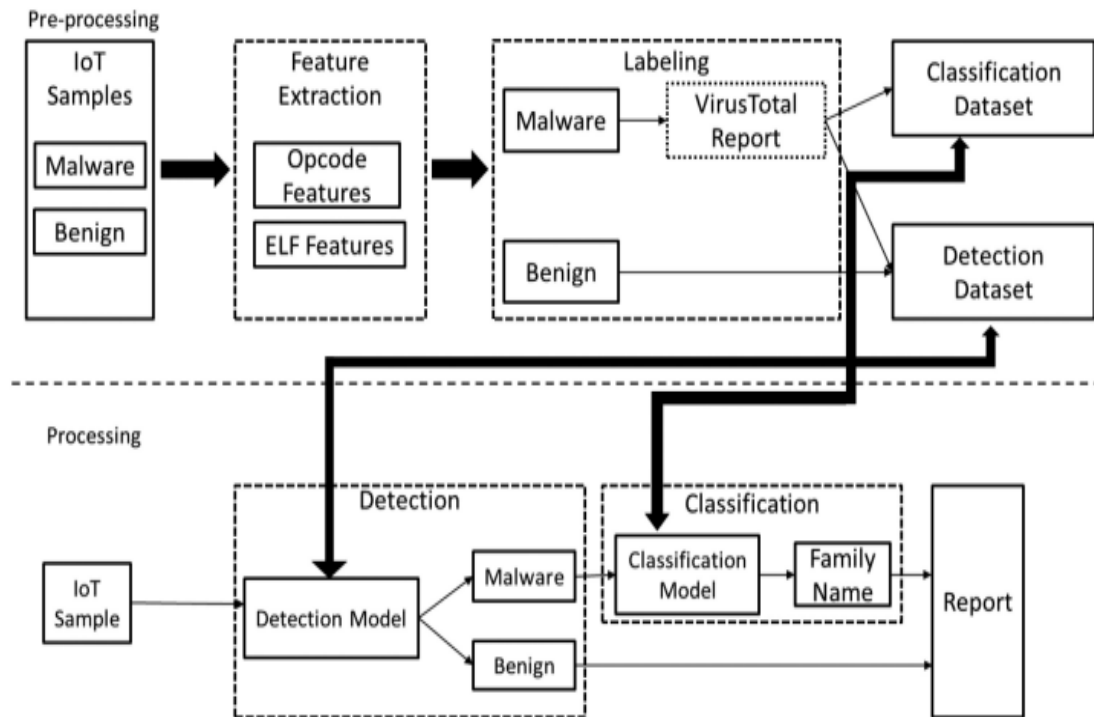 Pre-processing
IoT
Samples
Malware
Benign
Feature
Extraction
Opcode
Features
ELF Features
Labeling
Malware
VirusTotal
Report
Benign
Classification
Dataset
Detection
Dataset
Processing
IoT
Sample
Detection
Detection Model
Malware
Benign
Classification
Classification
Model
Family
Name
Report